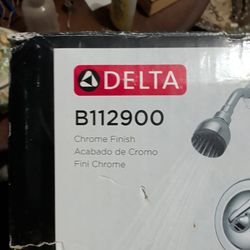 DELTA
B112900
Chrome Finish
Acabado de Cromo
Fini Chrome